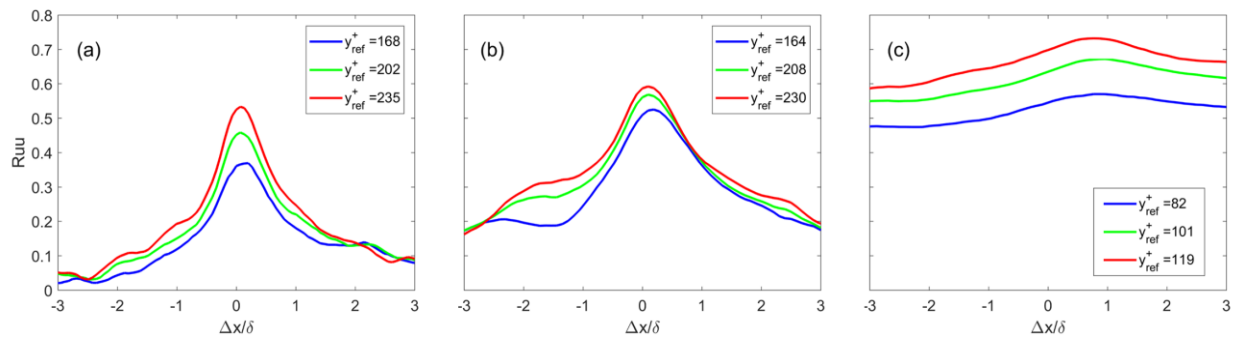 (a)
y+ref=168
y+ref=202
y+ref=235
0.8
0.7
0.6
0.5
0.4
0.3
0.2
0.1
0
Ruu
-3 -2 -1 0 1 2 3
Δx/δ
(b)
y+ref=164
y+ref=208
y+ref=230
-3 -2 -1 0 1 2 3
Δx/δ
(c)
y+ref=82
y+ref=101
y+ref=119
-3 -2 -1 0 1 2 3
Δx/δ